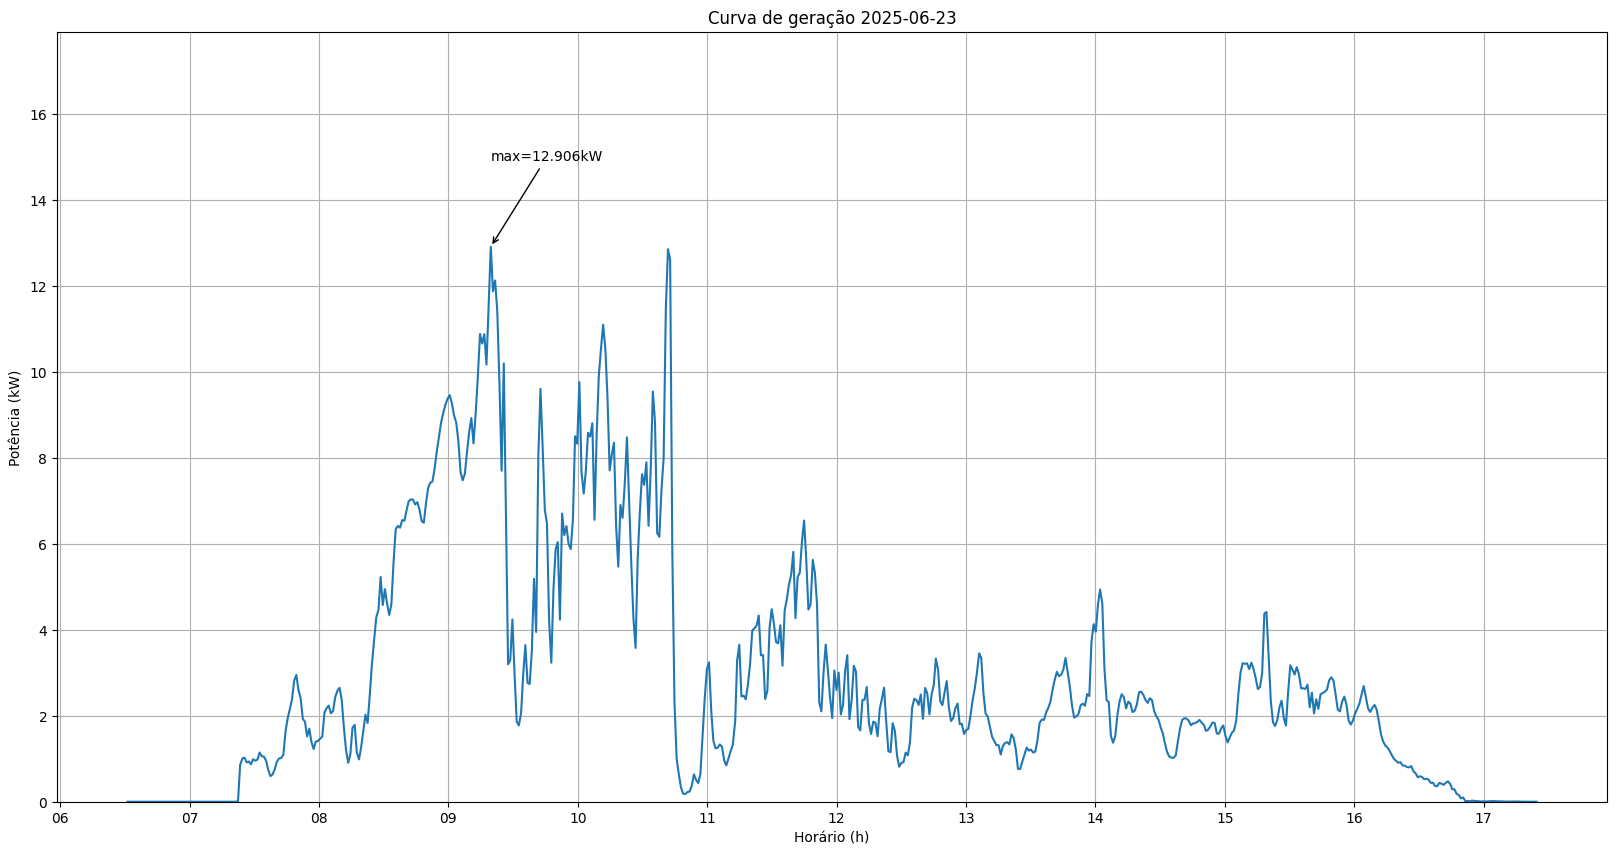 Curva de geração 2025-06-23
16
14
12
10
8
6
4
2
0
max=12.906kW
Potência (kW)
06 07 08 09 10 11 12 13 14 15 16 17
Horário (h)